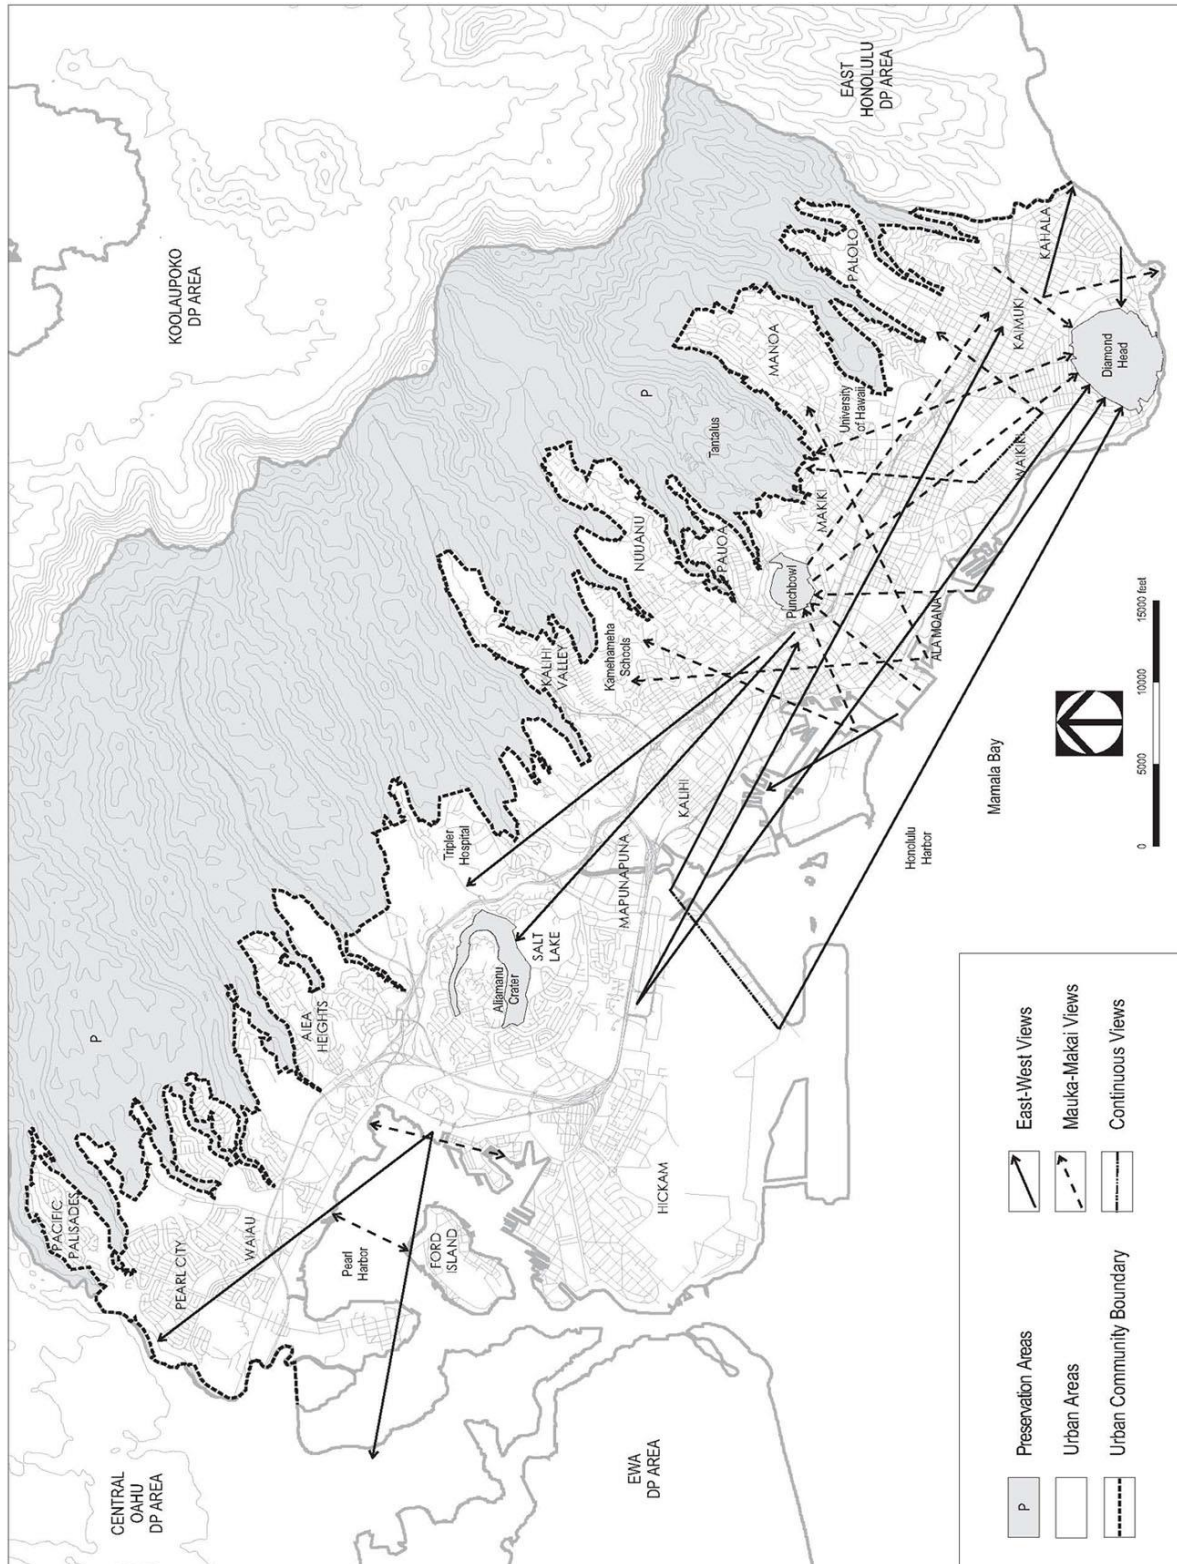 CENTRAL
OAHU
DP AREA
KOOLAUPOKO
DP AREA
EAST
HONOLULU
DP AREA
P
P
PACIFIC
PALISADES
PEARL CITY
WAIAU
AIEA
HEIGHTS
Pearl
Harbor
FORD
ISLAND
HICKAM
EWA
DP AREA
Tripler
Hospital
Aliamanu
Crater
SALT
LAKE
MAPUNAPUNA
KALIHI
KALIHI
VALLEY
Kamehameha
Schools
NUUANU
PAUOA
Tantalus
Punchbowl
MAKIKI
MANOA
University
of Hawaii
PALOLO
KAIMUKI
KAHALA
WAIKIKI
Diamond
Head
ALA MOANA
Honolulu
Harbor
Mamala Bay
0 5000 10000 15000 feet
P Preservation Areas
Urban Areas
Urban Community Boundary
East-West Views
Mauka-Makai Views
Continuous Views